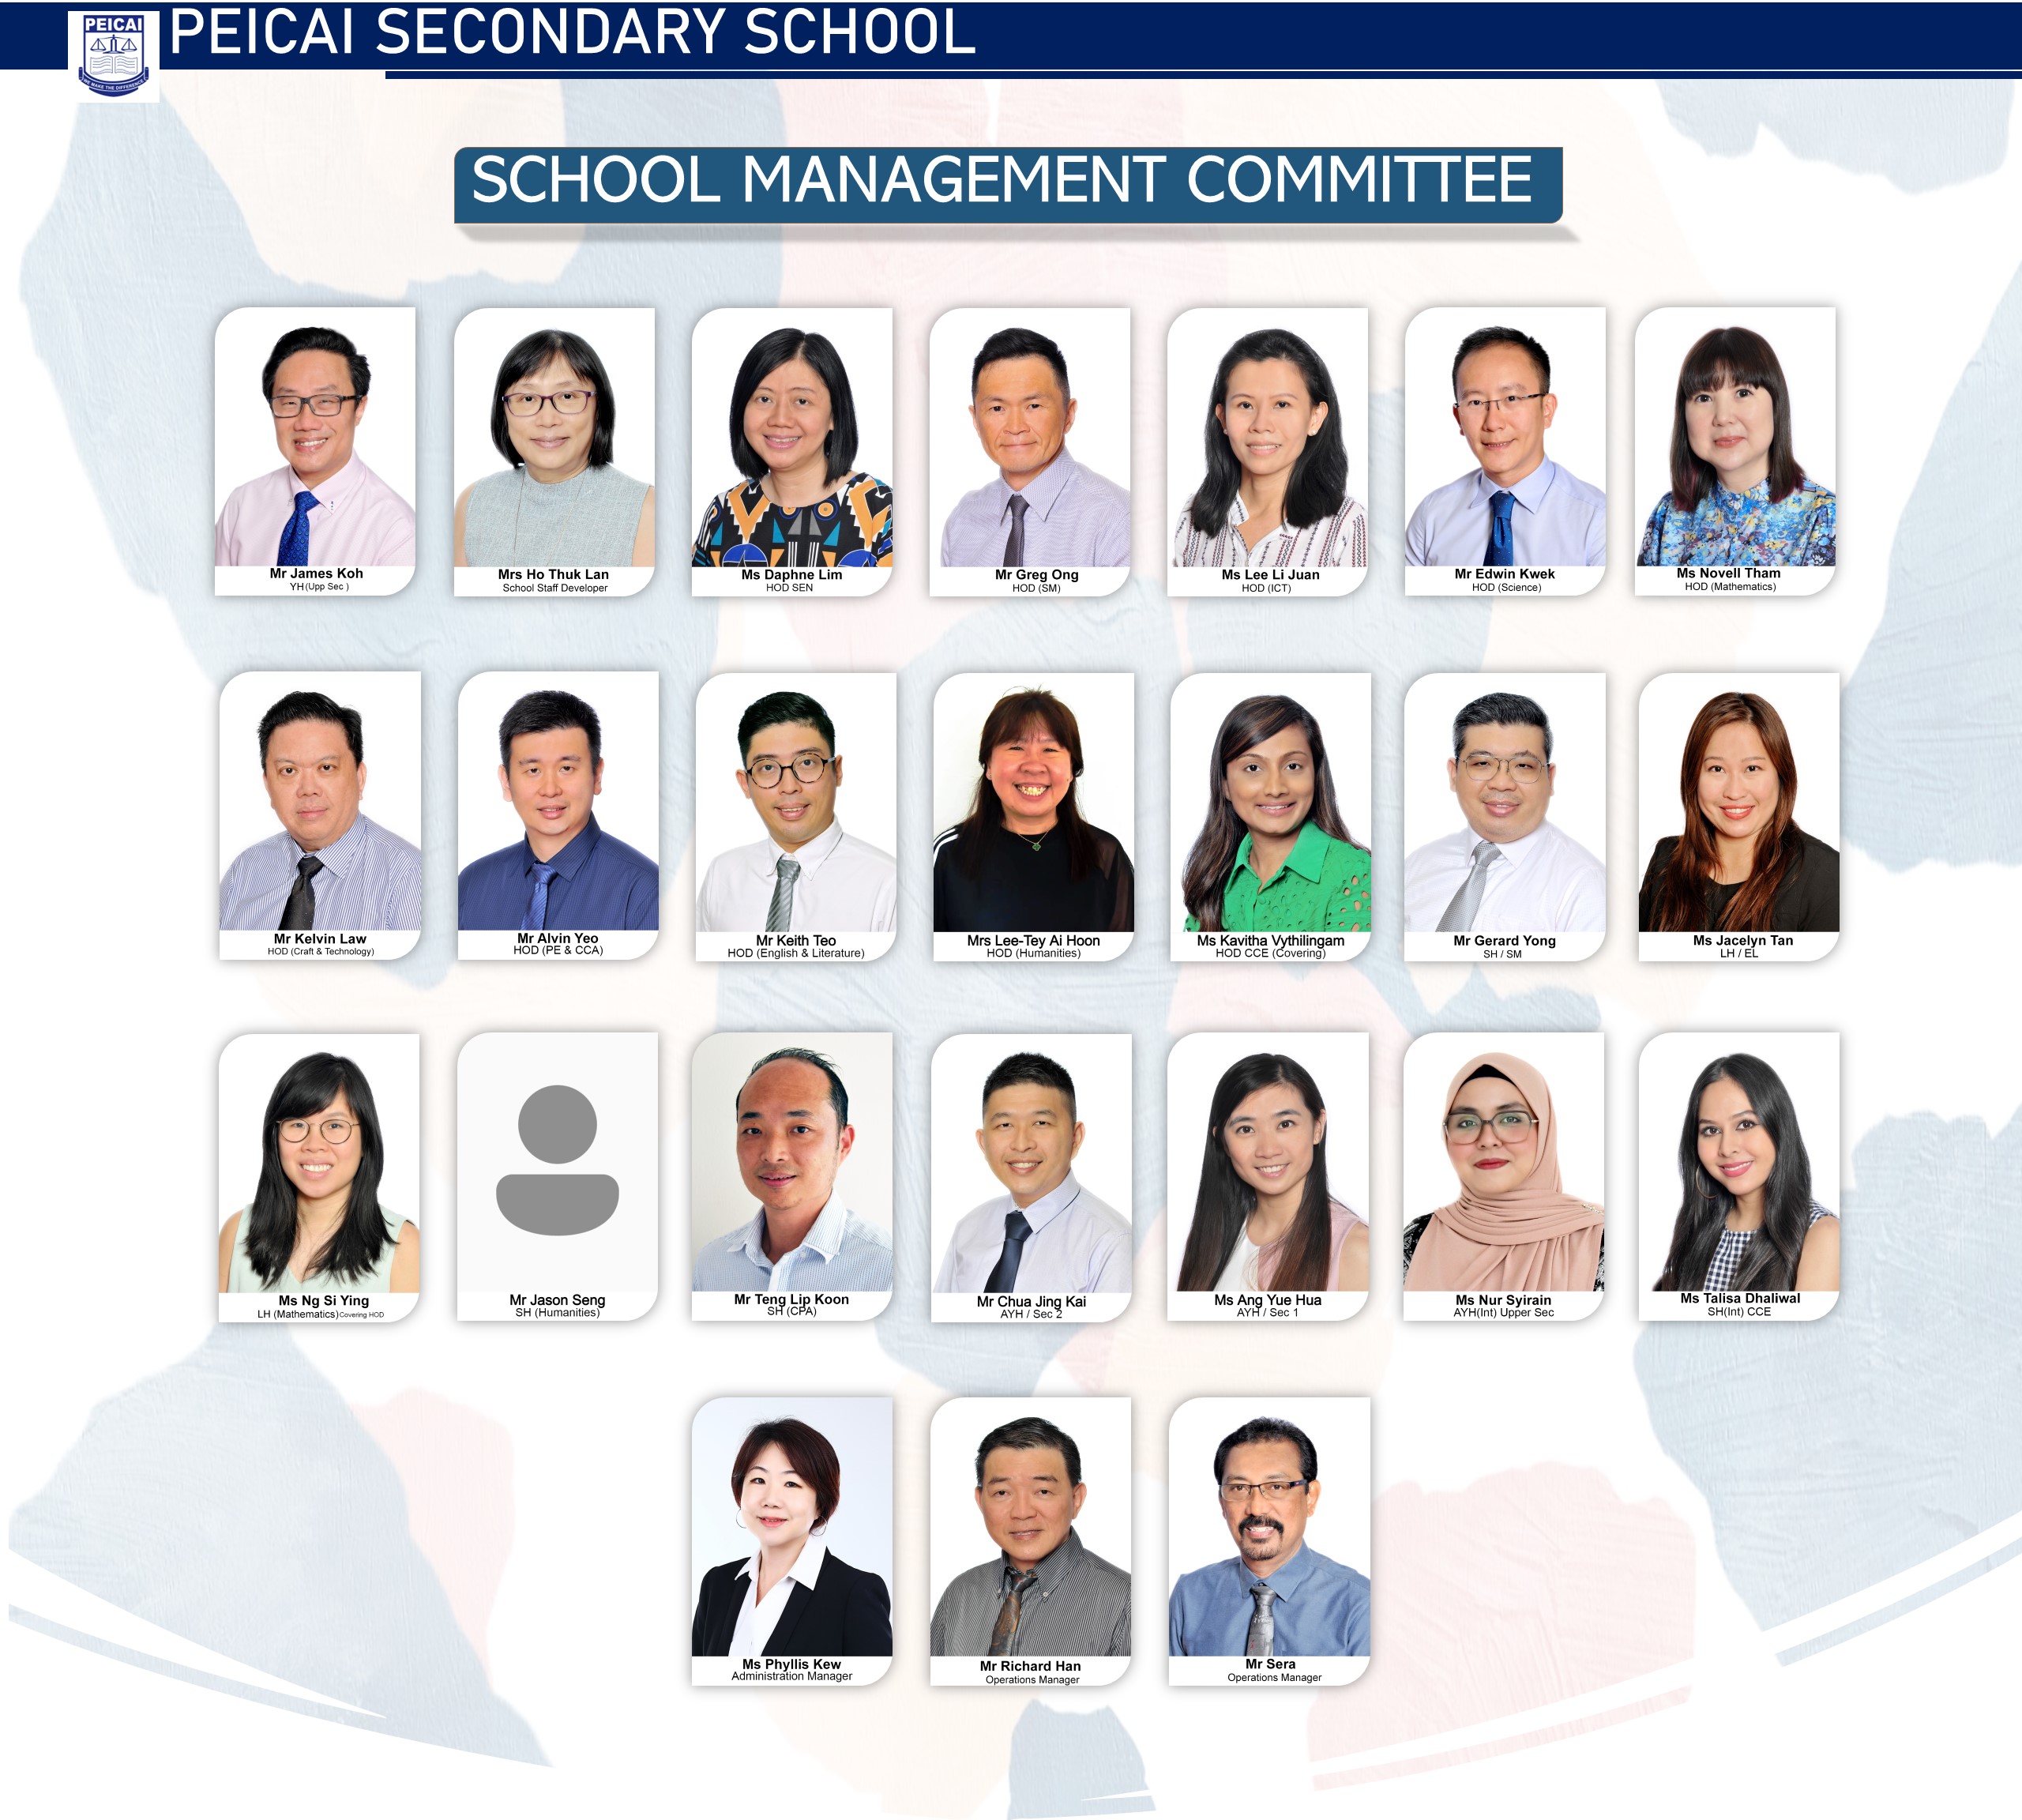 PEICAI
WE MAKE THE DIFFERENCE
PEICAI SECONDARY SCHOOL
SCHOOL MANAGEMENT COMMITTEE
Mr James Koh
YH (Upp Sec )
Mrs Ho Thuk Lan
School Staff Developer
Ms Daphne Lim
HOD SEN
Mr Greg Ong
HOD (SM)
Ms Lee Li Juan
HOD (ICT)
Mr Edwin Kwek
HOD (Science)
Ms Novell Tham
HOD (Mathematics)
Mr Kelvin Law
HOD (Craft & Technology)
Mr Alvin Yeo
HOD (PE & CCA)
Mr Keith Teo
HOD (English & Literature)
Mrs Lee-Tey Ai Hoon
HOD (Humanities)
Ms Kavitha Vythilingam
HOD CCE (Covering)
Mr Gerard Yong
SH / SM
Ms Jacelyn Tan
LH / EL
Ms Ng Si Ying
LH (Mathematics) Covering HOD
Mr Jason Seng
SH (Humanities)
Mr Teng Lip Koon
SH (CPA)
Mr Chua Jing Kai
AYH / Sec 2
Ms Ang Yue Hua
AYH / Sec 1
Ms Nur Syirain
AYH(Int) Upper Sec
Ms Talisa Dhaliwal
SH(Int) CCE
Ms Phyllis Kew
Administration Manager
Mr Richard Han
Operations Manager
Mr Sera
Operations Manager